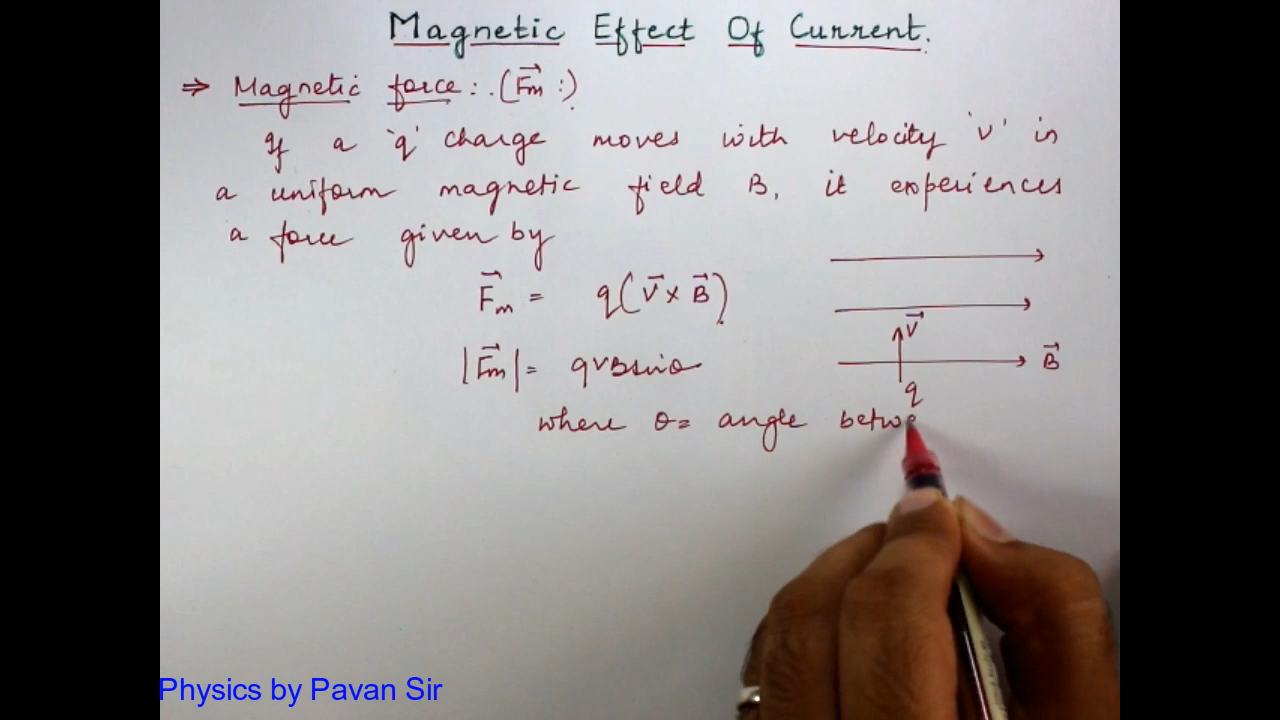 Magnetic Effect Of Current.
⇒ Magnetic force :. (F⃗m :)
If a 'q' charge moves with velocity 'v' in
a uniform magnetic field B, it experiences
a force given by
F⃗m = q(V⃗ × B⃗)
|F⃗m| = qvBsinθ
V⃗
B⃗
q
where θ = angle betwe
Physics by Pavan Sir